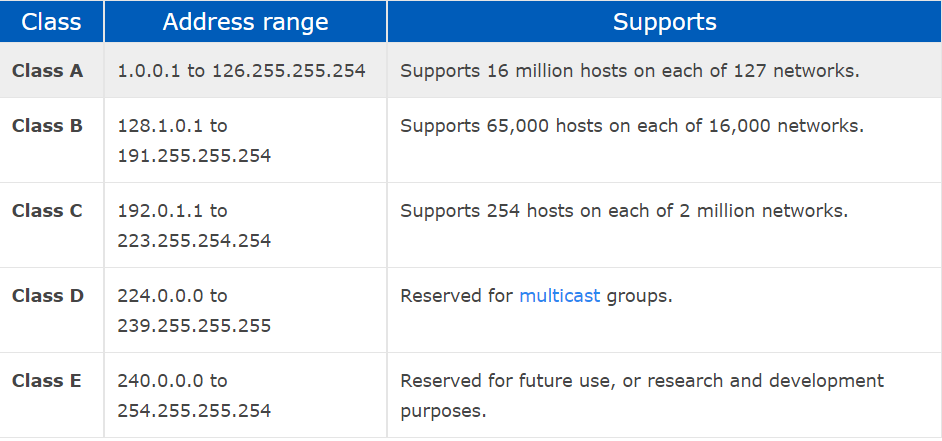 Class Address range Supports
Class A 1.0.0.1 to 126.255.255.254 Supports 16 million hosts on each of 127 networks.
Class B 128.1.0.1 to Supports 65,000 hosts on each of 16,000 networks.
191.255.255.254
Class C 192.0.1.1 to Supports 254 hosts on each of 2 million networks.
223.255.254.254
Class D 224.0.0.0 to Reserved for multicast groups.
239.255.255.255
Class E 240.0.0.0 to Reserved for future use, or research and development
254.255.255.254 purposes.